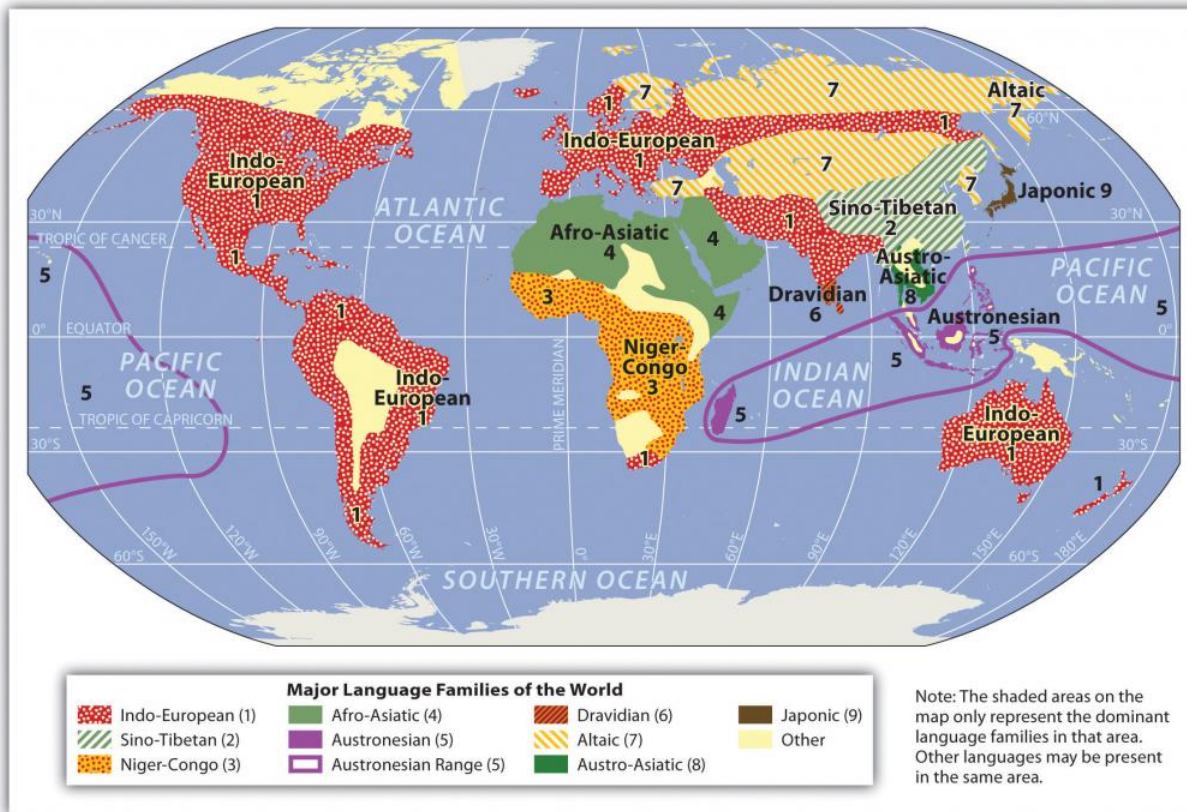 Altaic
7
7
7
60°N
1
1
Indo-European
1
Indo-
European
1
7
7
7
Japonic 9
Sino-Tibetan
2
30°N
ATLANTIC
OCEAN
30°N
TROPIC OF CANCER
Afro-Asiatic
4
4
1
1
Austro-
Asiatic
8
PACIFIC
OCEAN
5
5
Dravidian
6
3
4
1
Austronesian
5
5
0°
EQUATOR
0°
PACIFIC
OCEAN
5
Niger-
Congo
3
INDIAN
OCEAN
Indo-
European
1
PRIME MERIDIAN
5
TROPIC OF CAPRICORN
Indo-
European
1
30°S
30°S
1
1
1
150°W
120°W
90°W
60°W
30°W
0°
30°E
60°E
90°E
120°E
150°E
180°E
60°S
60°S
SOUTHERN OCEAN
Major Language Families of the World
Indo-European (1)
Sino-Tibetan (2)
Niger-Congo (3)
Afro-Asiatic (4)
Austronesian (5)
Austronesian Range (5)
Dravidian (6)
Altaic (7)
Austro-Asiatic (8)
Japonic (9)
Other
Note: The shaded areas on the
map only represent the dominant
language families in that area.
Other languages may be present
in the same area.